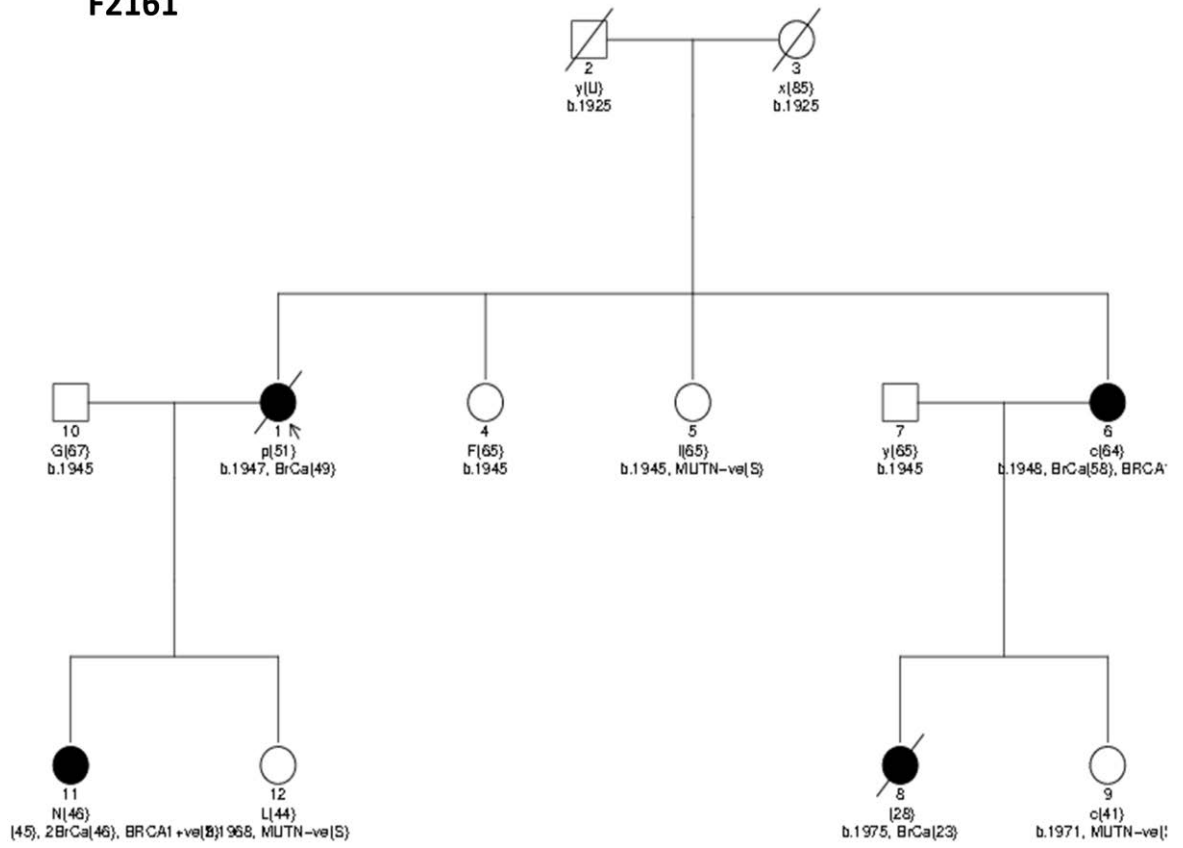 F2161
2
y(U)
b.1925
3
x(85)
b.1925
10
G(67)
b.1945
1
p(51)
b.1947, BrCa(49)
4
F(65)
b.1945
5
I(65)
b.1945, MUTN-ve(S)
7
y(65)
b.1945
6
c(64)
b.1948, BrCa(58), BRCA
11
N(46)
(45), 2BrCa(46), BRCA1+ve(
12
L(44)
1968, MUTN-ve(S)
8
(28)
b.1975, BrCa(23)
9
c(41)
b.1971, MUTN-ve(